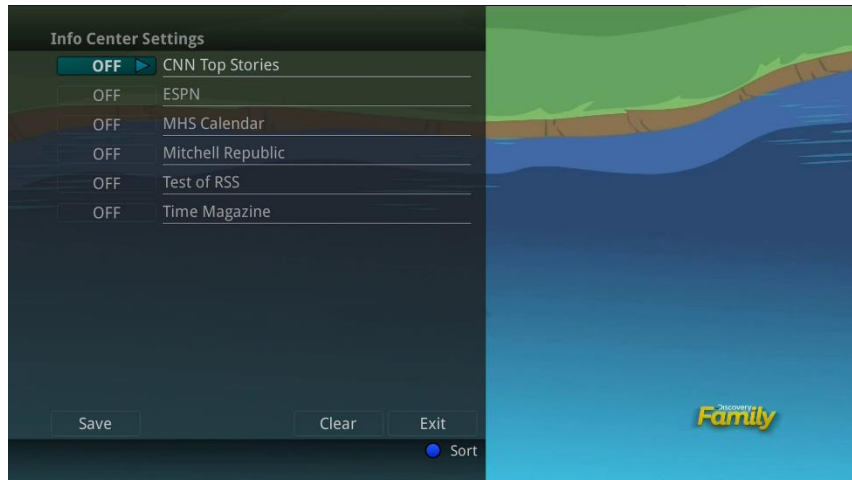 Info Center Settings
OFF CNN Top Stories
OFF ESPN
OFF MHS Calendar
OFF Mitchell Republic
OFF Test of RSS
OFF Time Magazine
Save Clear Exit
Sort
Discovery
Family